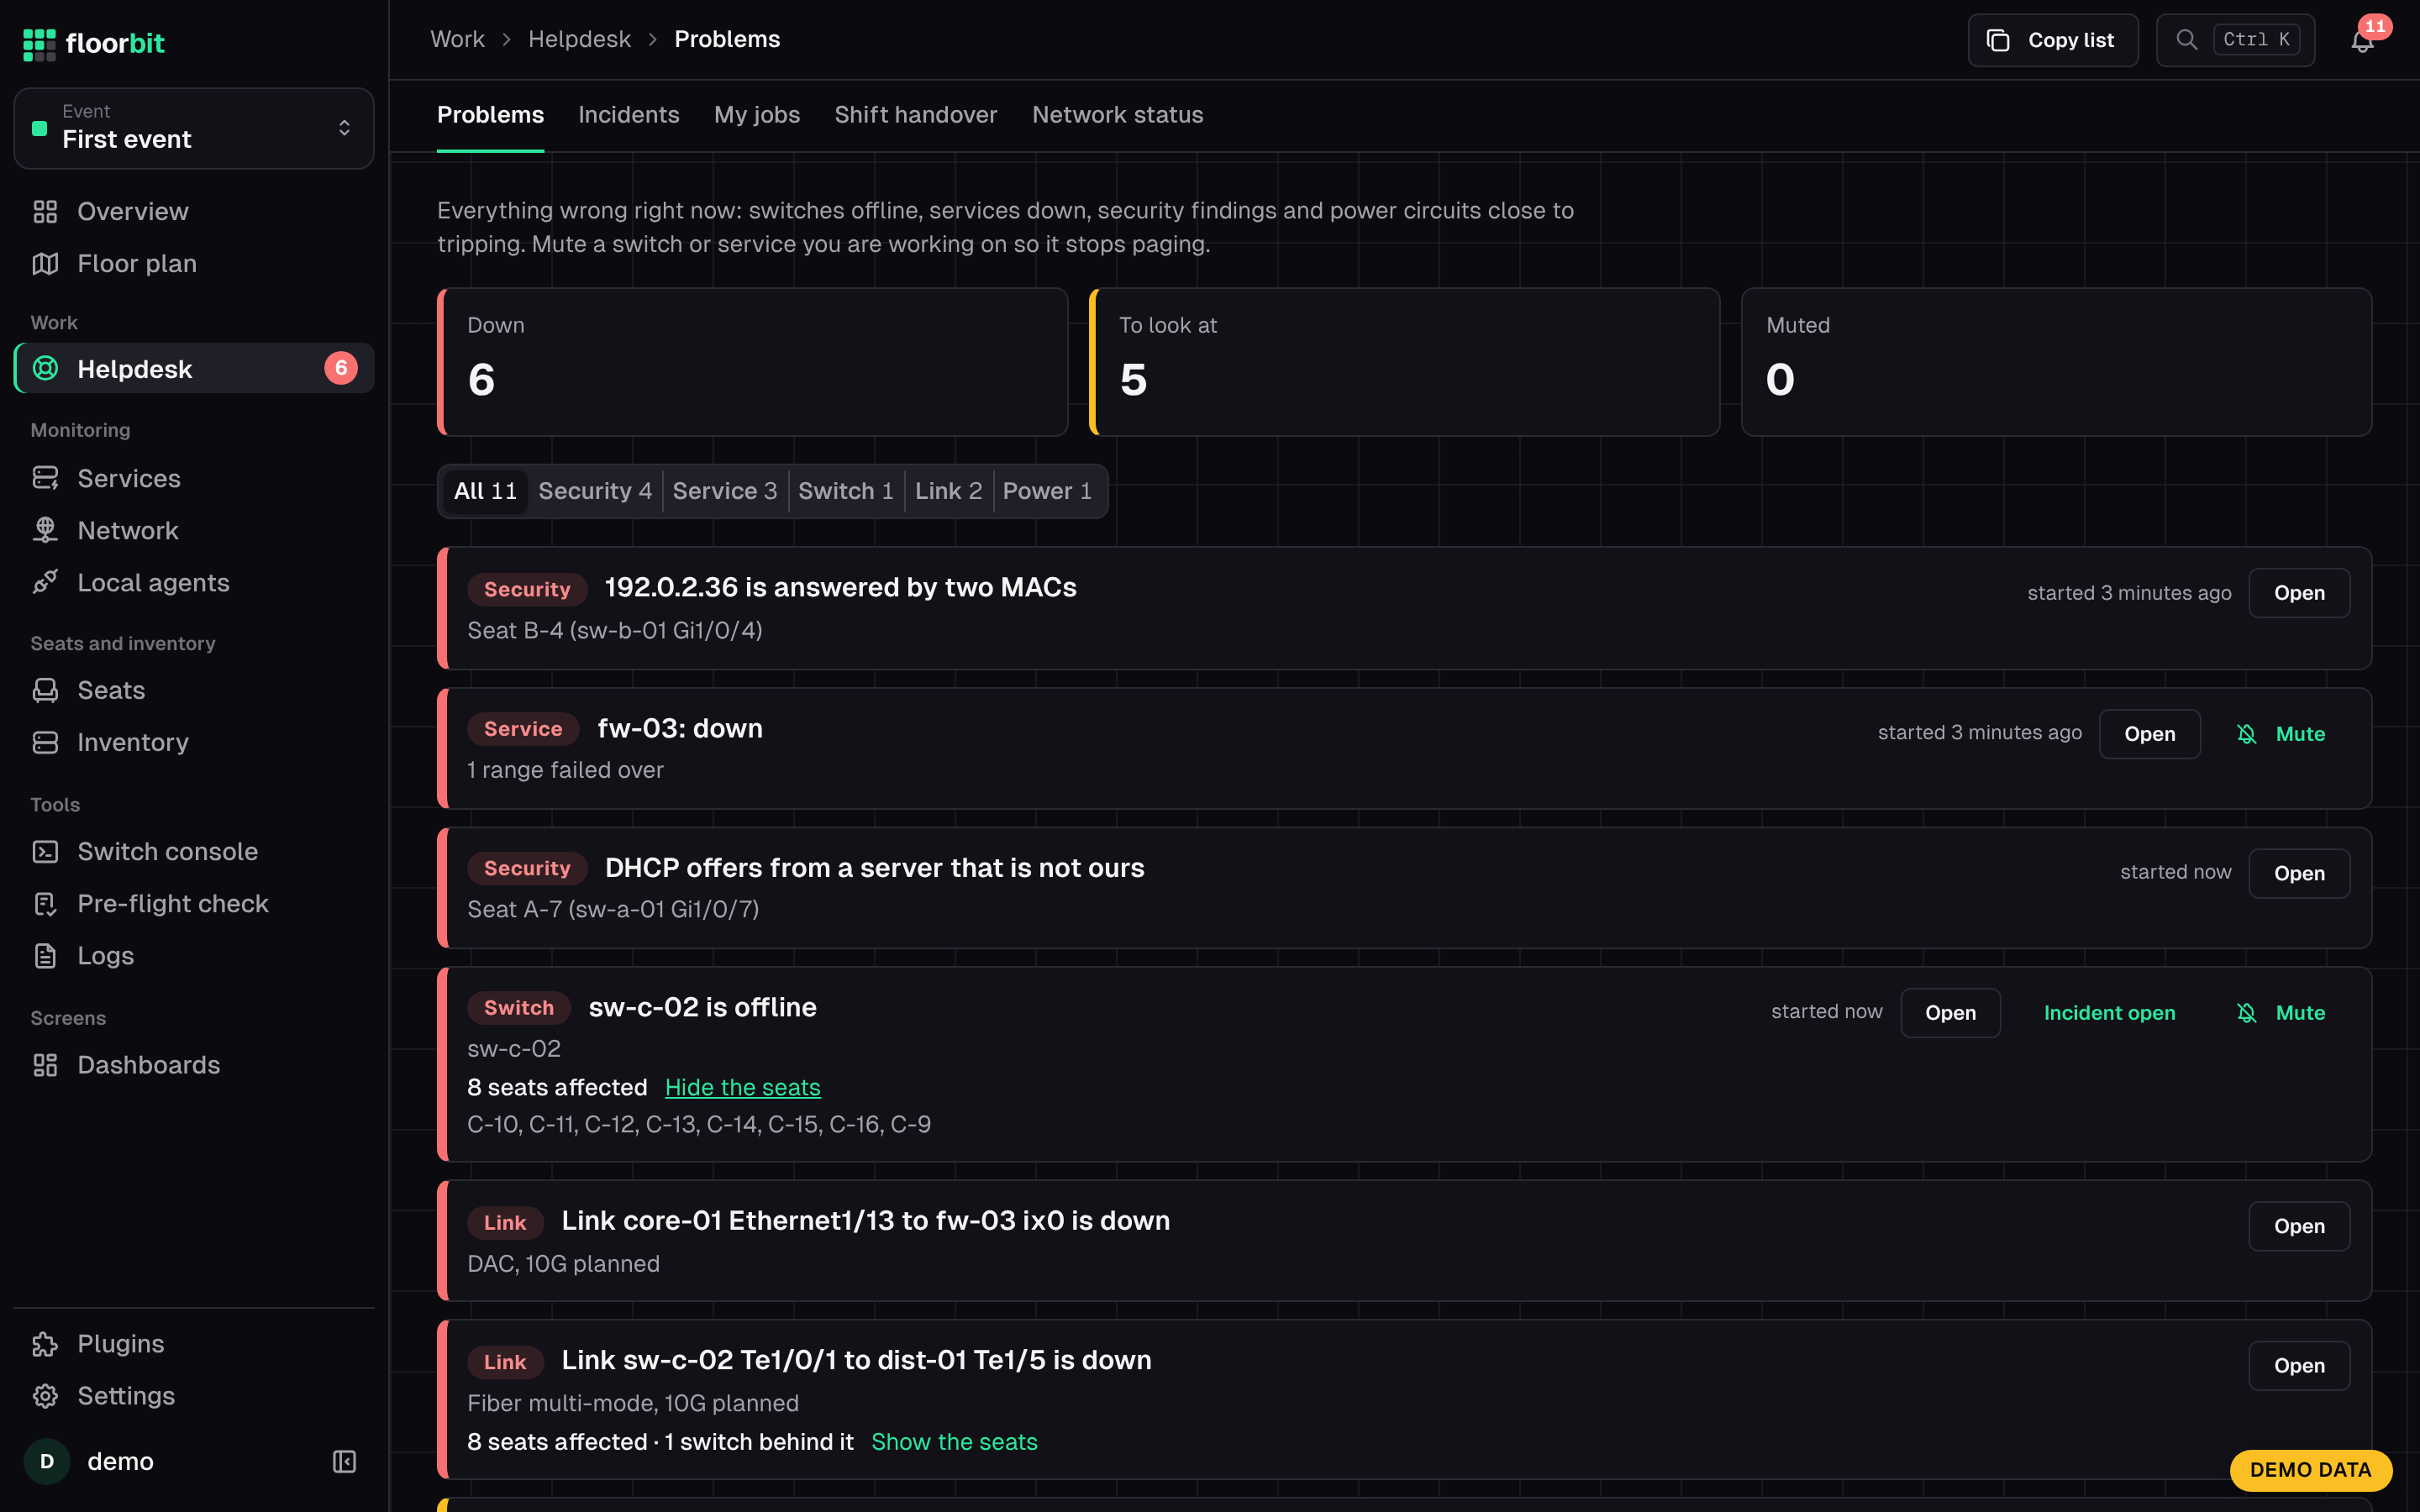 floorbit
Event
First event
Overview
Floor plan
Work
Helpdesk 6
Monitoring
Services
Network
Local agents
Seats and inventory
Seats
Inventory
Tools
Switch console
Pre-flight check
Logs
Screens
Dashboards
Plugins
Settings
D demo
Work > Helpdesk > Problems
Copy list
Ctrl K
11
Problems Incidents My jobs Shift handover Network status
Everything wrong right now: switches offline, services down, security findings and power circuits close to
tripping. Mute a switch or service you are working on so it stops paging.
Down
6
To look at
5
Muted
0
All 11 Security 4 Service 3 Switch 1 Link 2 Power 1
Security 192.0.2.36 is answered by two MACs started 3 minutes ago Open
Seat B-4 (sw-b-01 Gi1/0/4)
Service fw-03: down started 3 minutes ago Open Mute
1 range failed over
Security DHCP offers from a server that is not ours started now Open
Seat A-7 (sw-a-01 Gi1/0/7)
Switch sw-c-02 is offline started now Open Incident open Mute
sw-c-02
8 seats affected Hide the seats
C-10, C-11, C-12, C-13, C-14, C-15, C-16, C-9
Link Link core-01 Ethernet1/13 to fw-03 ix0 is down Open
DAC, 10G planned
Link Link sw-c-02 Te1/0/1 to dist-01 Te1/5 is down Open
Fiber multi-mode, 10G planned
8 seats affected · 1 switch behind it Show the seats
DEMO DATA